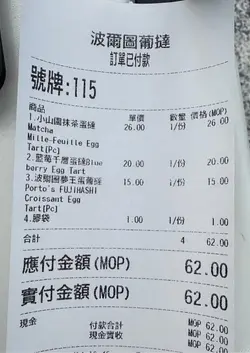 波爾圖葡撻
訂單已付款
號牌:115
商品 單價 數量 價格(MOP)
1.小山園抹茶蛋撻 26.00 1/份 26.00
Matcha
Mille-Feuille Egg
Tart[Pc]
2.藍莓千層蛋撻Blue 20.00 1/份 20.00
berry Egg Tart
3.波爾圖夢王蛋葡撻 15.00 1/份 15.00
Porto's FUJIHASHI
Croissant Egg
Tart[Pc]
4.膠袋 1.00 1/份 1.00
合計 4 62.00
應付金額(MOP) 62.00
實付金額(MOP) 62.00
現金 付款合計 MOP 62.00
現金實收 MOP 62.00